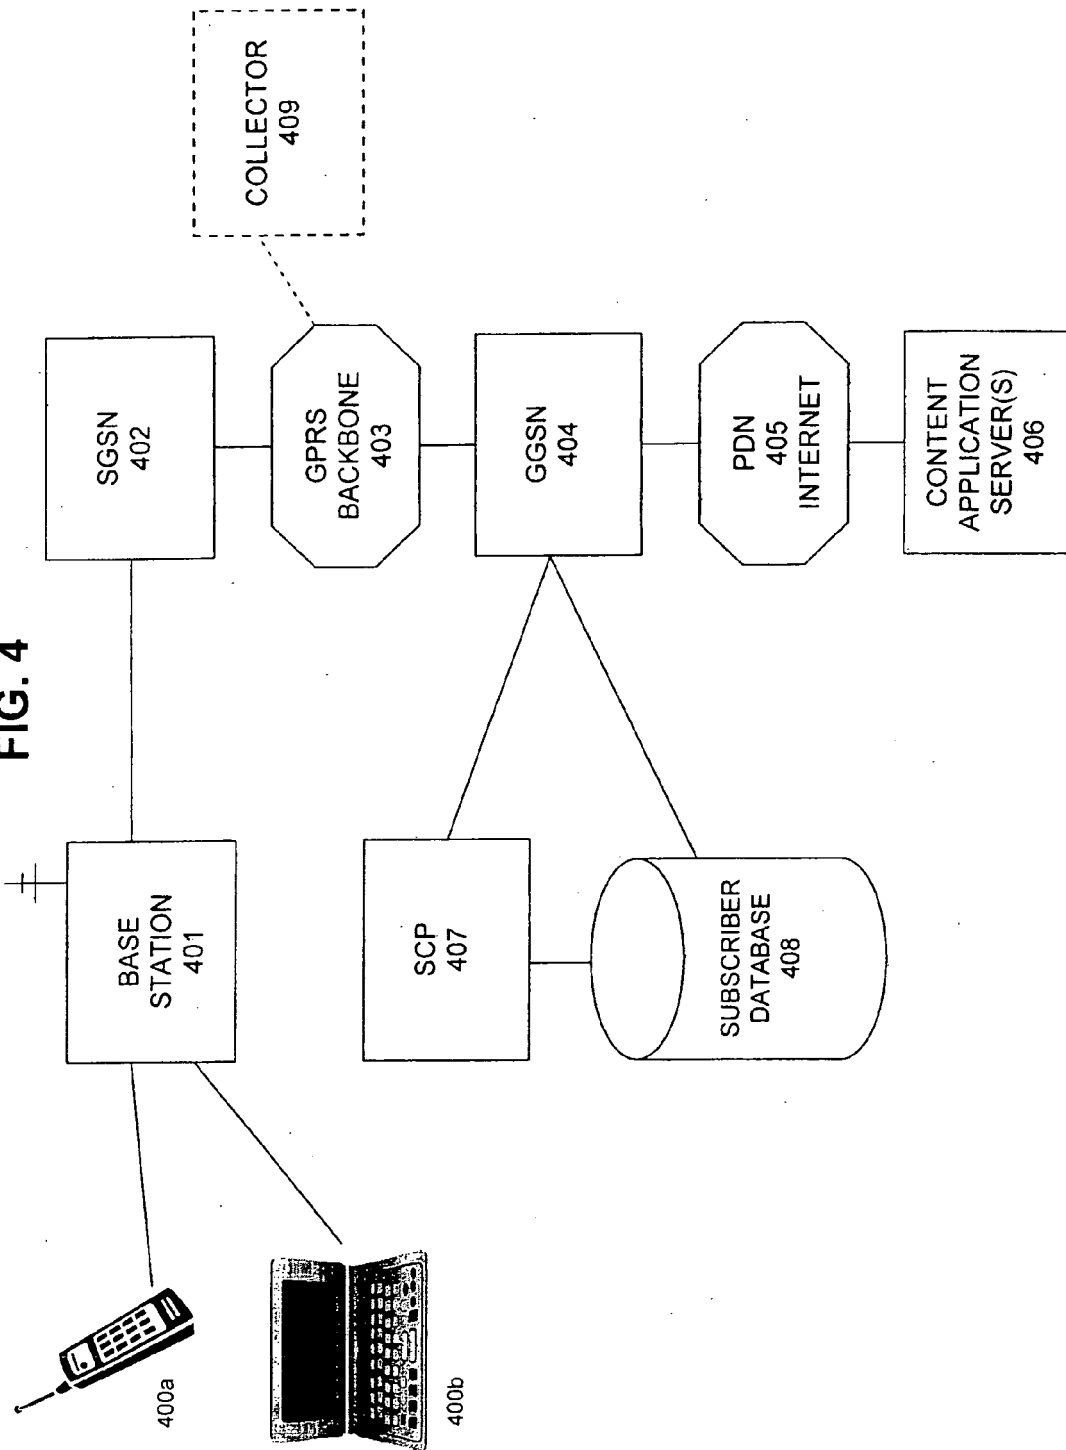 FIG. 4
400a
400b
BASE
STATION
401
SGSN
402
COLLECTOR
409
GPRS
BACKBONE
403
SCP
407
GGSN
404
SUBSCRIBER
DATABASE
408
PDN
405
INTERNET
CONTENT
APPLICATION
SERVER(S)
406